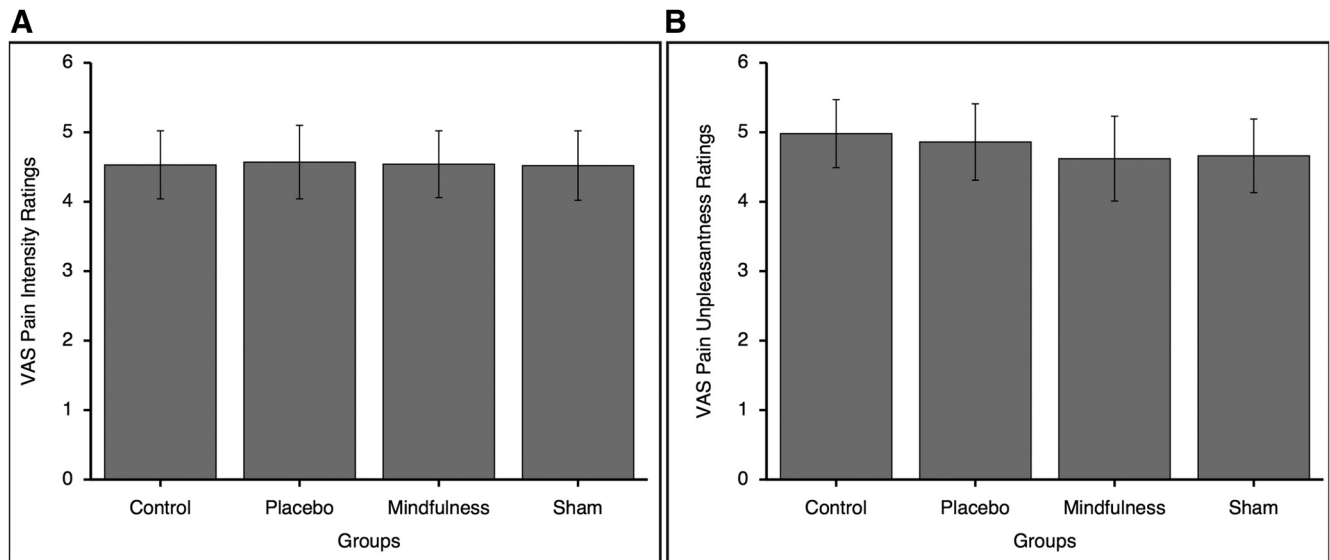 A
VAS Pain Intensity Ratings
6
5
4
3
2
1
0
Control Placebo Mindfulness Sham
Groups
B
VAS Pain Unpleasantness Ratings
6
5
4
3
2
1
0
Control Placebo Mindfulness Sham
Groups